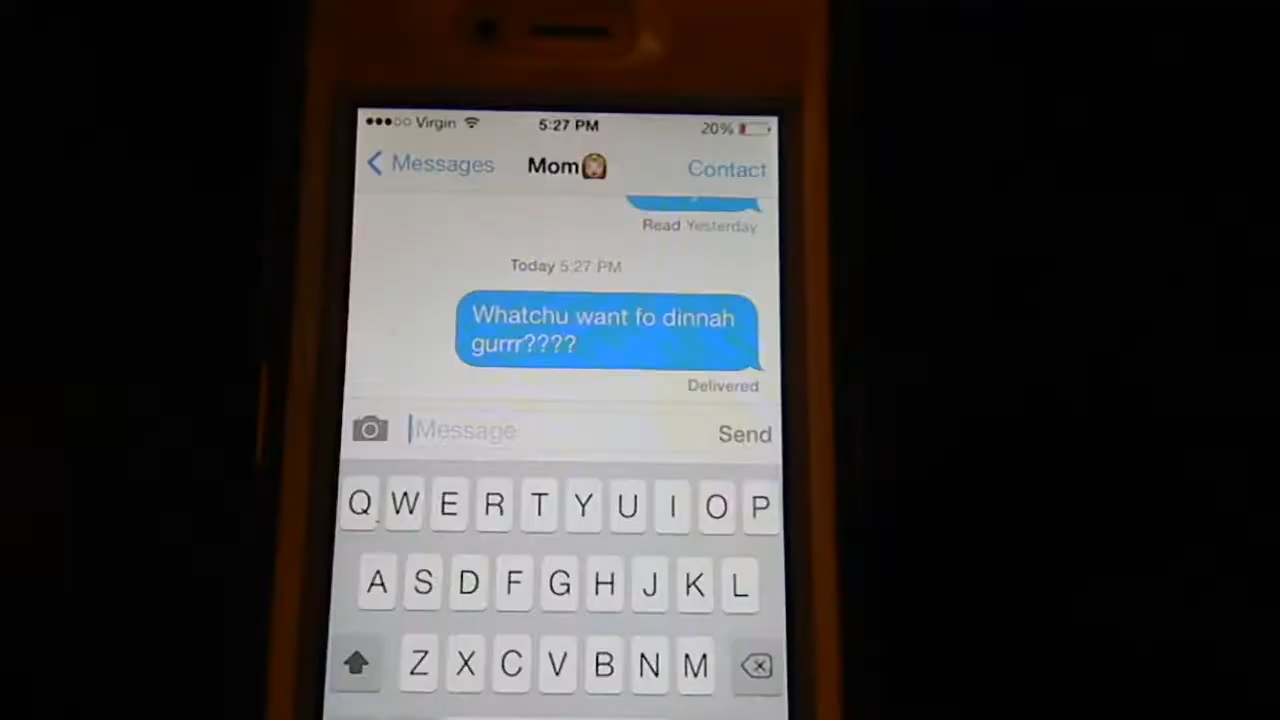 Virgin 5:27 PM 20%
Messages Mom Contact
Read Yesterday
Today 5:27 PM
Whatchu want fo dinnah
gurrr????
Delivered
Message Send
Q W E R T Y U I O P
A S D F G H J K L
Z X C V B N M